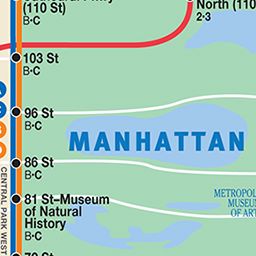 (110 St)
B•C
North (110
2•3
103 St
B•C
96 St
B•C
MANHATTAN
86 St
B•C
81 St–Museum
of Natural
History
B•C
CENTRAL PARK WEST
METROPOL
MUSEUM
OF ART